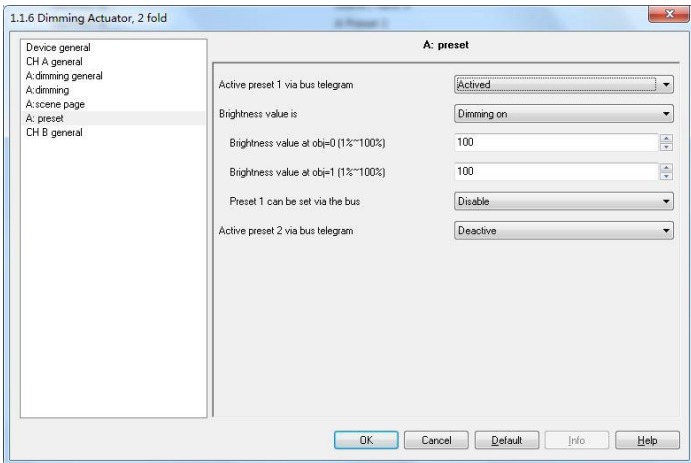 1.1.6 Dimming Actuator, 2 fold
Device general
CH A general
A:dimming general
A:dimming
A:scene page
A: preset
CH B general
A: preset
Active preset 1 via bus telegram
Actived
Brightness value is
Dimming on
Brightness value at obj=0 (1%~100%)
100
Brightness value at obj=1 (1%~100%)
100
Preset 1 can be set via the bus
Disable
Active preset 2 via bus telegram
Deactive
OK
Cancel
Default
Info
Help